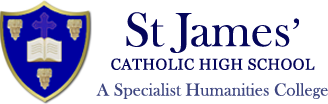 St James’
CATHOLIC HIGH SCHOOL
A Specialist Humanities College